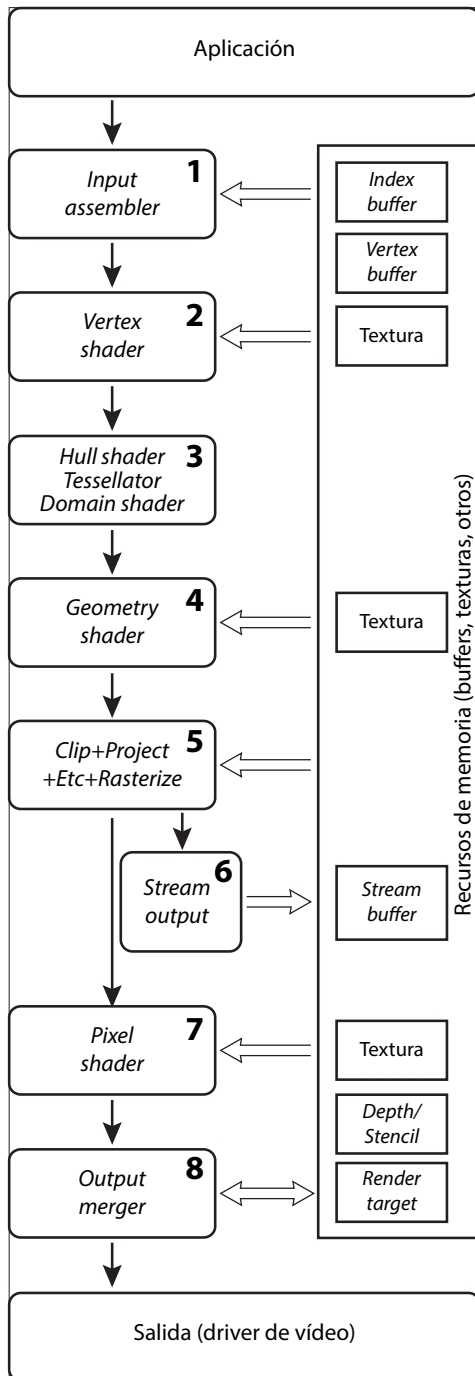 Aplicación
1
Input
assembler
Index
buffer
Vertex
buffer
2
Vertex
shader
Textura
3
Hull shader
Tessellator
Domain shader
4
Geometry
shader
Textura
5
Clip+Project
+Etc+Rasterize
6
Stream
output
Stream
buffer
7
Pixel
shader
Textura
Depth/
Stencil
8
Output
merger
Render
target
Recursos de memoria (buffers, texturas, otros)
Salida (driver de vídeo)